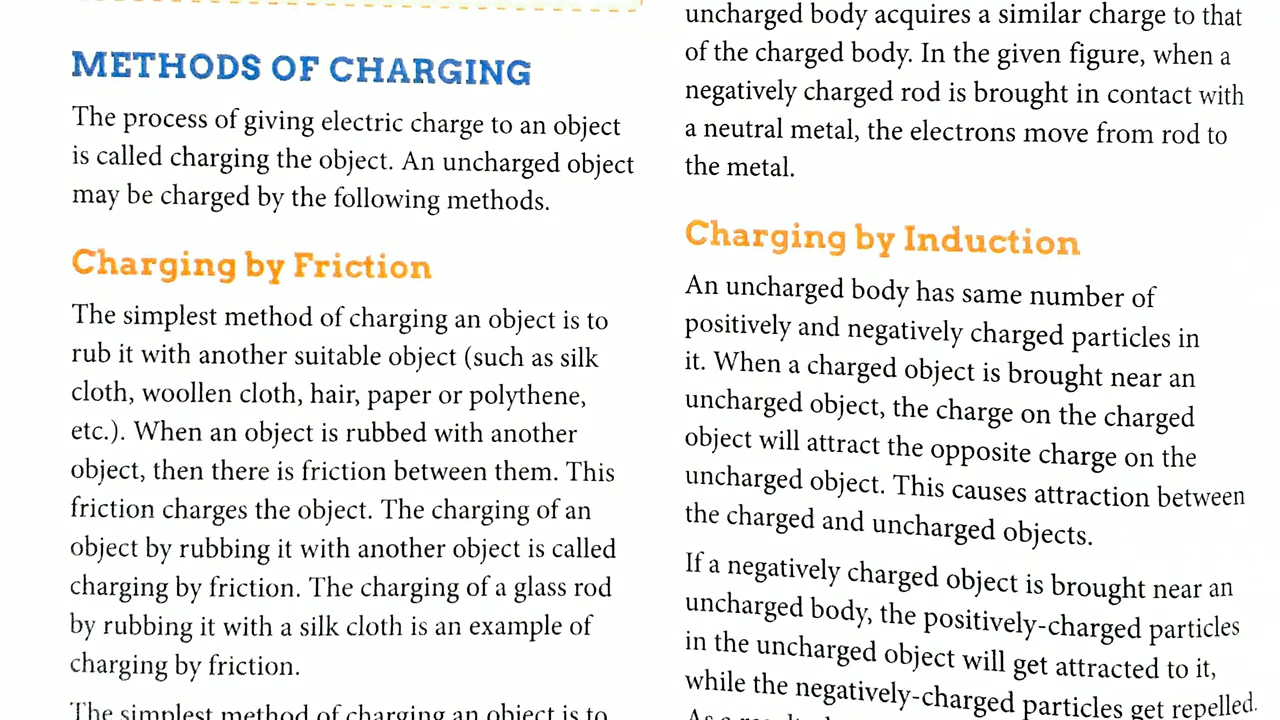 METHODS OF CHARGING
The process of giving electric charge to an object
is called charging the object. An uncharged object
may be charged by the following methods.
Charging by Friction
The simplest method of charging an object is to
rub it with another suitable object (such as silk
cloth, woollen cloth, hair, paper or polythene,
etc.). When an object is rubbed with another
object, then there is friction between them. This
friction charges the object. The charging of an
object by rubbing it with another object is called
charging by friction. The charging of a glass rod
by rubbing it with a silk cloth is an example of
charging by friction.
The simplest method of charging an object is to
uncharged body acquires a similar charge to that
of the charged body. In the given figure, when a
negatively charged rod is brought in contact with
a neutral metal, the electrons move from rod to
the metal.
Charging by Induction
An uncharged body has same number of
positively and negatively charged particles in
it. When a charged object is brought near an
uncharged object, the charge on the charged
object will attract the opposite charge on the
uncharged object. This causes attraction between
the charged and uncharged objects.
If a negatively charged object is brought near an
uncharged body, the positively-charged particles
in the uncharged object will get attracted to it,
while the negatively-charged particles get repelled.